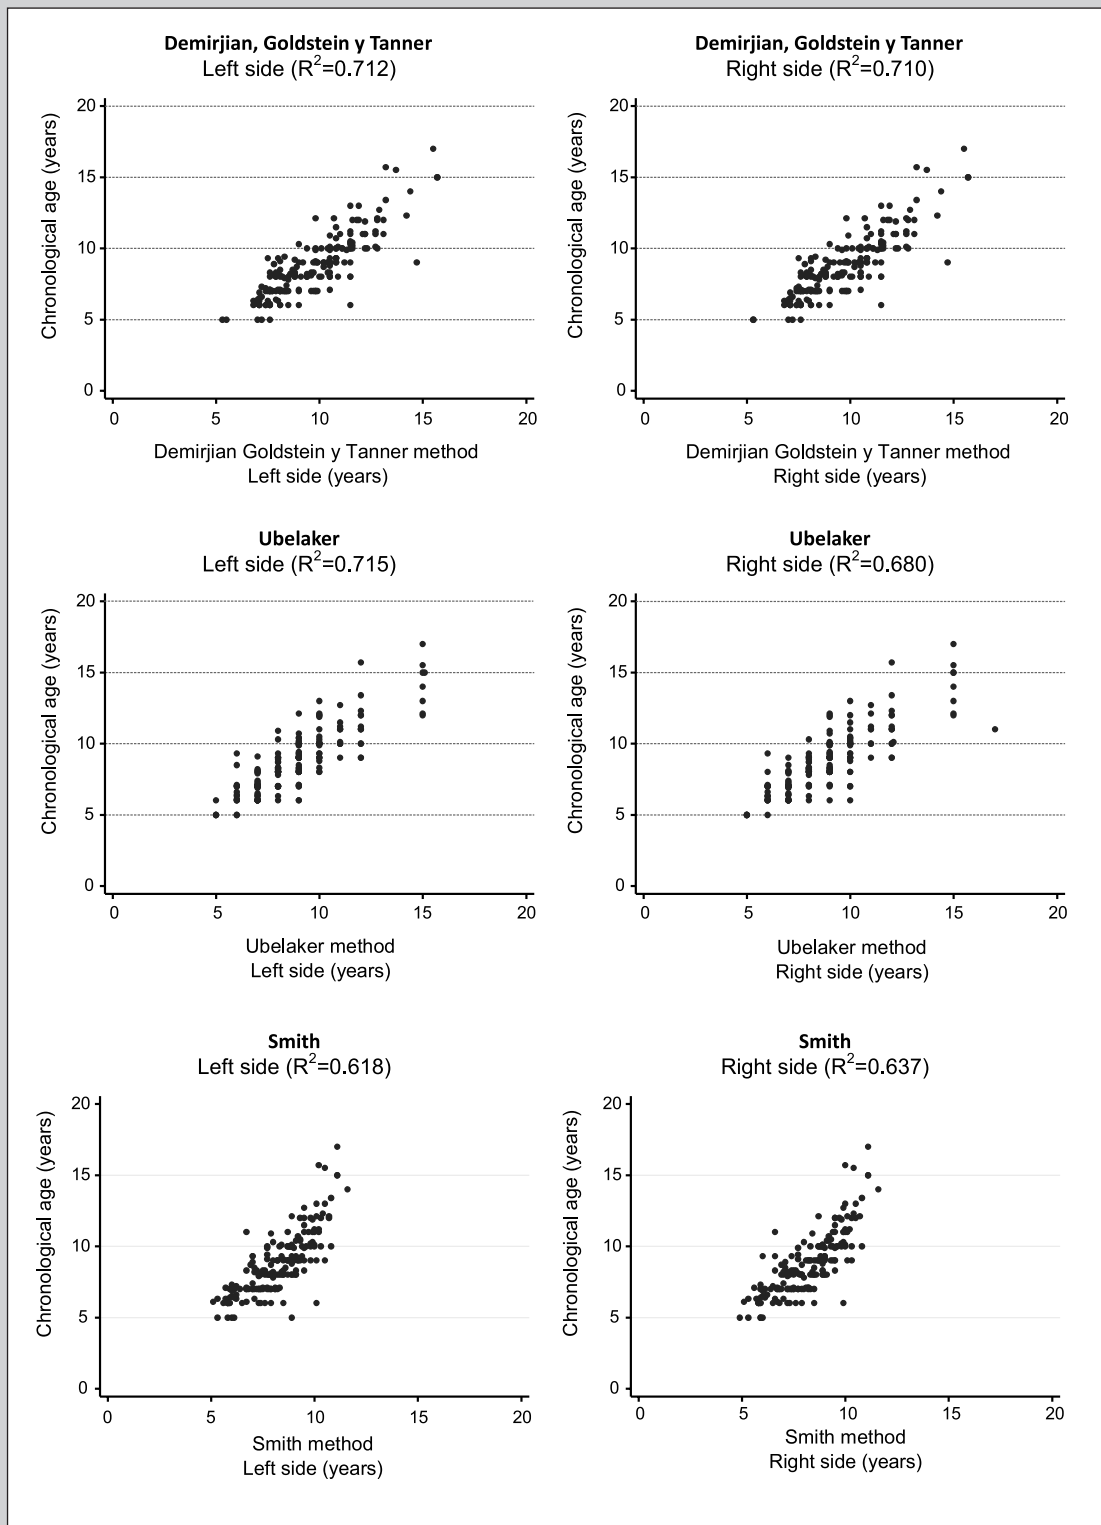 Demirjian, Goldstein y Tanner
Left side (R²=0.712)
20
15
10
5
0
Chronological age (years)
0 5 10 15 20
Demirjian Goldstein y Tanner method
Left side (years)
Demirjian, Goldstein y Tanner
Right side (R²=0.710)
20
15
10
5
0
Chronological age (years)
0 5 10 15 20
Demirjian Goldstein y Tanner method
Right side (years)
Ubelaker
Left side (R²=0.715)
20
15
10
5
0
Chronological age (years)
0 5 10 15 20
Ubelaker method
Left side (years)
Ubelaker
Right side (R²=0.680)
20
15
10
5
0
Chronological age (years)
0 5 10 15 20
Ubelaker method
Right side (years)
Smith
Left side (R²=0.618)
20
15
10
5
0
Chronological age (years)
0 5 10 15 20
Smith method
Left side (years)
Smith
Right side (R²=0.637)
20
15
10
5
0
Chronological age (years)
0 5 10 15 20
Smith method
Right side (years)